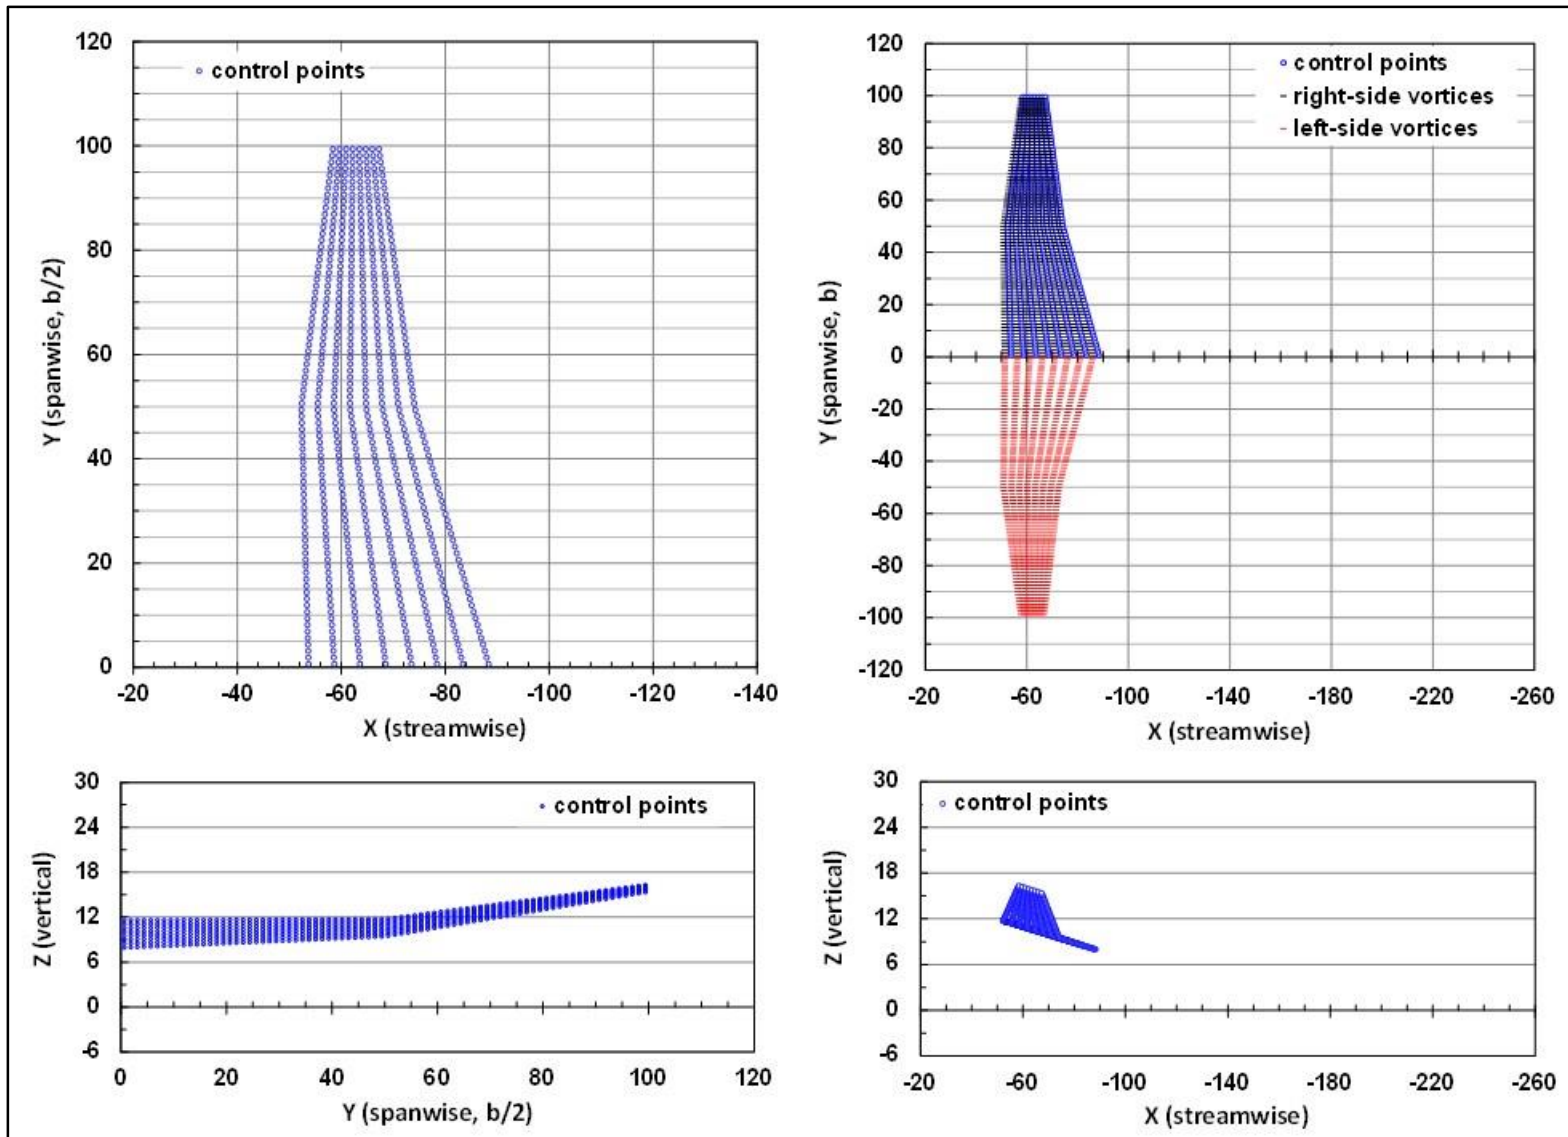 120
100
80
60
40
20
0
-20 -40 -60 -80 -100 -120 -140
Y (spanwise, b/2)
X (streamwise)
control points
120
100
80
60
40
20
0
-20
-40
-60
-80
-100
-120
-20 -60 -100 -140 -180 -220 -260
Y (spanwise, b)
X (streamwise)
control points
right-side vortices
left-side vortices
30
24
18
12
6
0
-6
0 20 40 60 80 100 120
Z (vertical)
Y (spanwise, b/2)
control points
30
24
18
12
6
0
-6
-20 -60 -100 -140 -180 -220 -260
Z (vertical)
X (streamwise)
control points